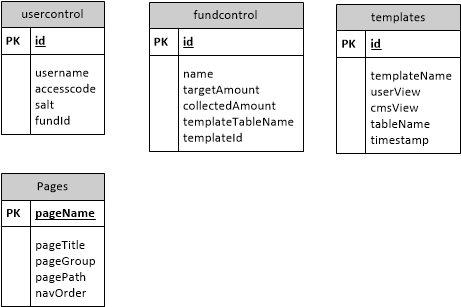 usercontrol
PK id
username
accesscode
salt
fundId
fundcontrol
PK id
name
targetAmount
collectedAmount
templateTableName
templateId
templates
PK id
templateName
userView
cmsView
tableName
timestamp
Pages
PK pageName
pageTitle
pageGroup
pagePath
navOrder